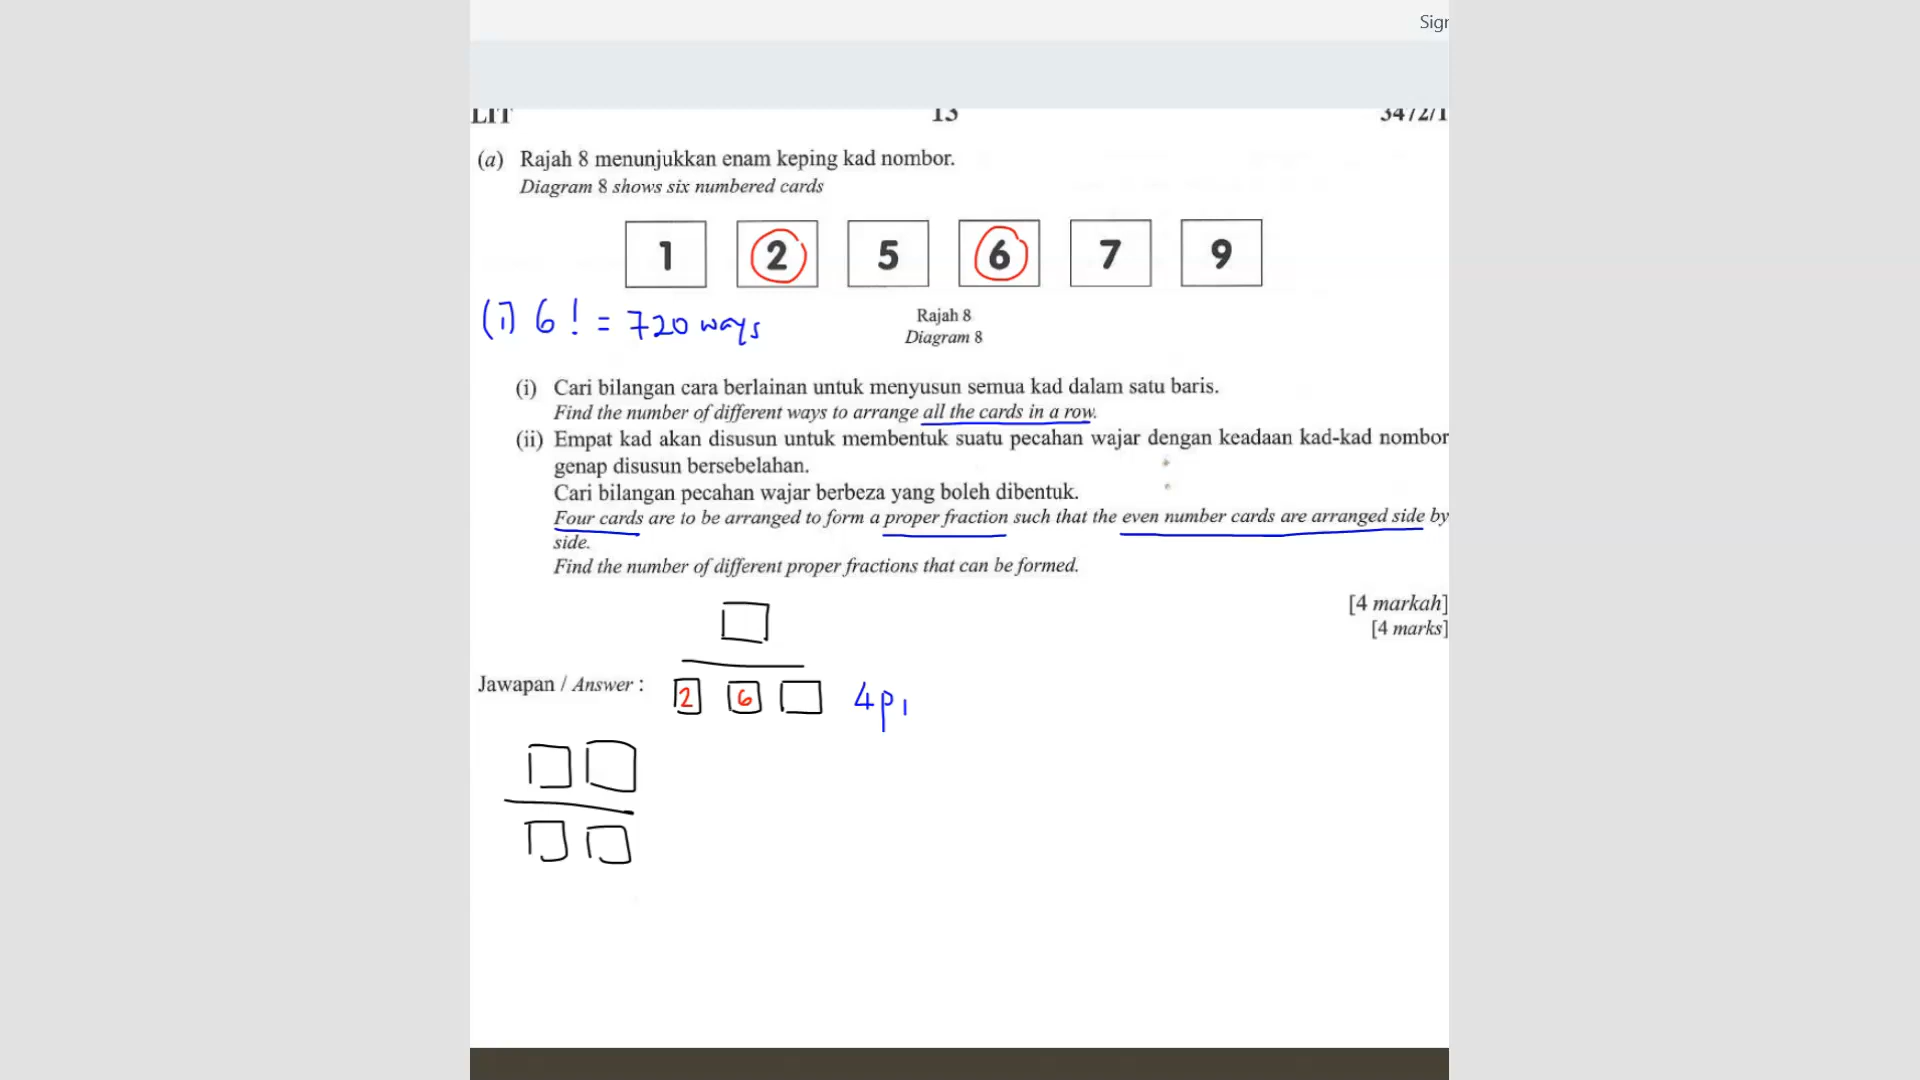 Sign
LIT 13 3472/1
(a) Rajah 8 menunjukkan enam keping kad nombor.
Diagram 8 shows six numbered cards
1 2 5 6 7 9
(i) 6! = 720 ways
Rajah 8
Diagram 8
(i) Cari bilangan cara berlainan untuk menyusun semua kad dalam satu baris.
Find the number of different ways to arrange all the cards in a row.
(ii) Empat kad akan disusun untuk membentuk suatu pecahan wajar dengan keadaan kad-kad nombor
genap disusun bersebelahan.
Cari bilangan pecahan wajar berbeza yang boleh dibentuk.
Four cards are to be arranged to form a proper fraction such that the even number cards are arranged side by
side.
Find the number of different proper fractions that can be formed.
[4 markah]
[4 marks]
Jawapan / Answer :
2 6 4P1